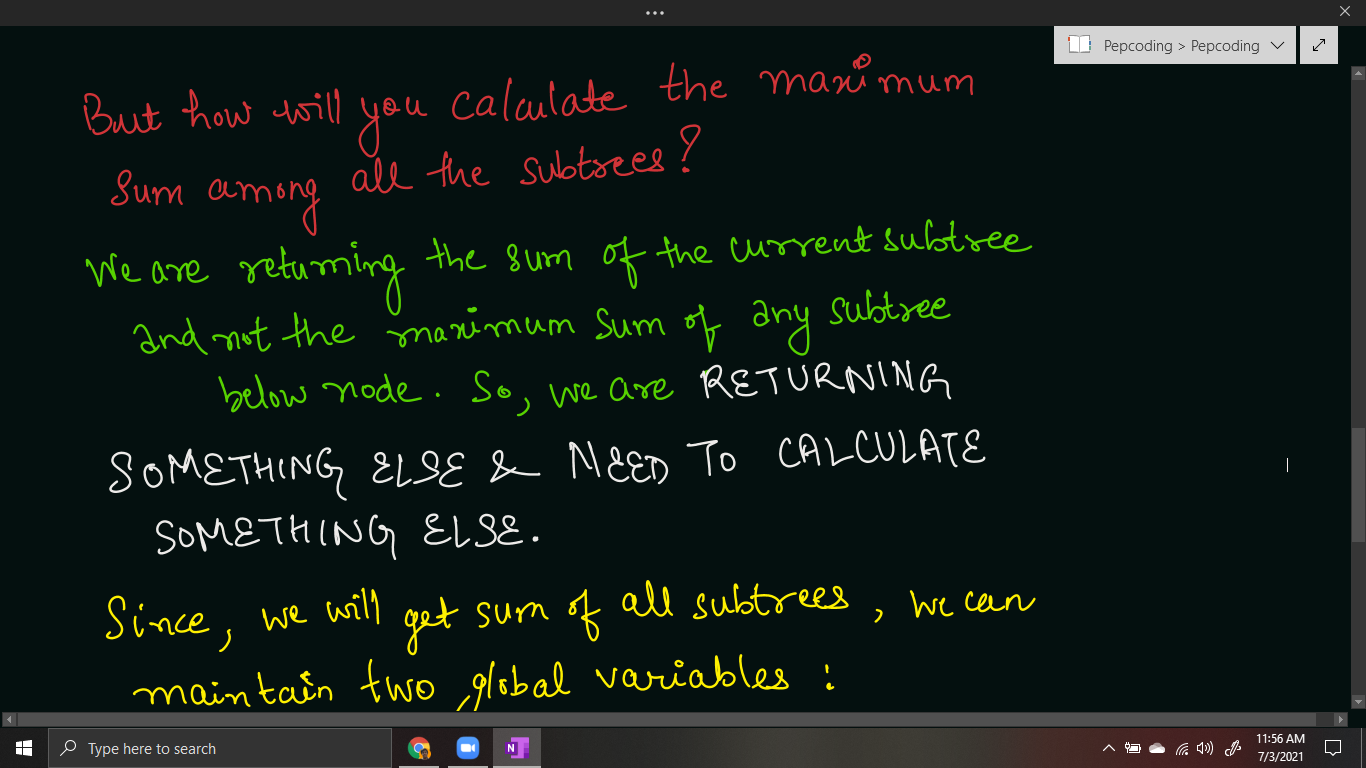 Pepcoding > Pepcoding
But how will you calculate the maximum
sum among all the subtrees?
We are returning the sum of the current subtree
and not the maximum sum of any subtree
below node. So, we are RETURNING
SOMETHING ELSE & NEED TO CALCULATE
SOMETHING ELSE.
Since, we will get sum of all subtrees, we can
maintain two global variables :
Type here to search
11:56 AM
7/3/2021